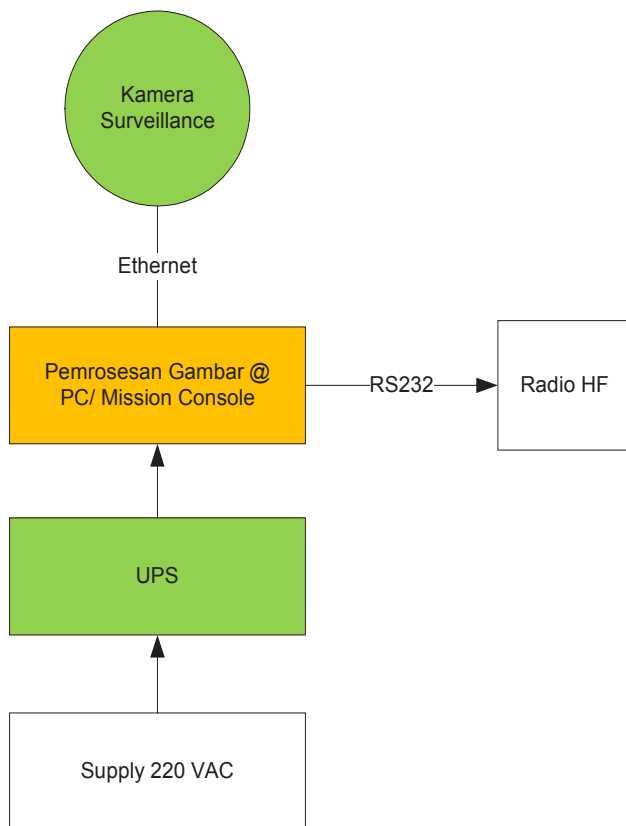 Kamera
Surveillance
Ethernet
Pemrosesan Gambar @
PC/ Mission Console
RS232
Radio HF
UPS
Supply 220 VAC